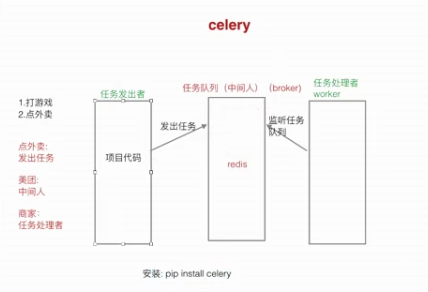 celery
任务发出者
任务队列（中间人）（broker)
任务处理者
worker
1.打游戏
2.点外卖
发出任务
监听任务
队列
点外卖:
发出任务
项目代码
redis
美团:
中间人
商家:
任务处理者
安装: pip install celery